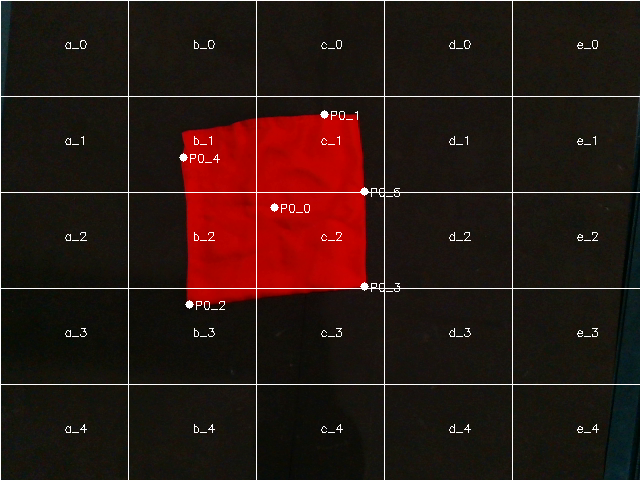 a_0 b_0 c_0 d_0 e_0
P0_1
a_1 b_1 c_1 d_1 e_1
P0_4
P0_5
P0_0
a_2 b_2 c_2 d_2 e_2
P0_3
P0_2
a_3 b_3 c_3 d_3 e_3
a_4 b_4 c_4 d_4 e_4